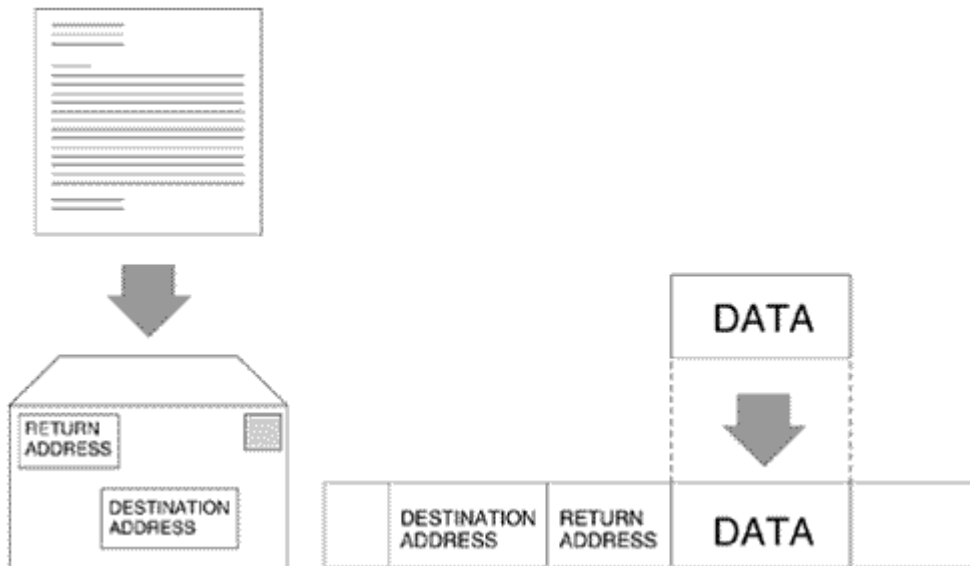 RETURN
ADDRESS
DESTINATION
ADDRESS
DATA
DESTINATION
ADDRESS
RETURN
ADDRESS
DATA